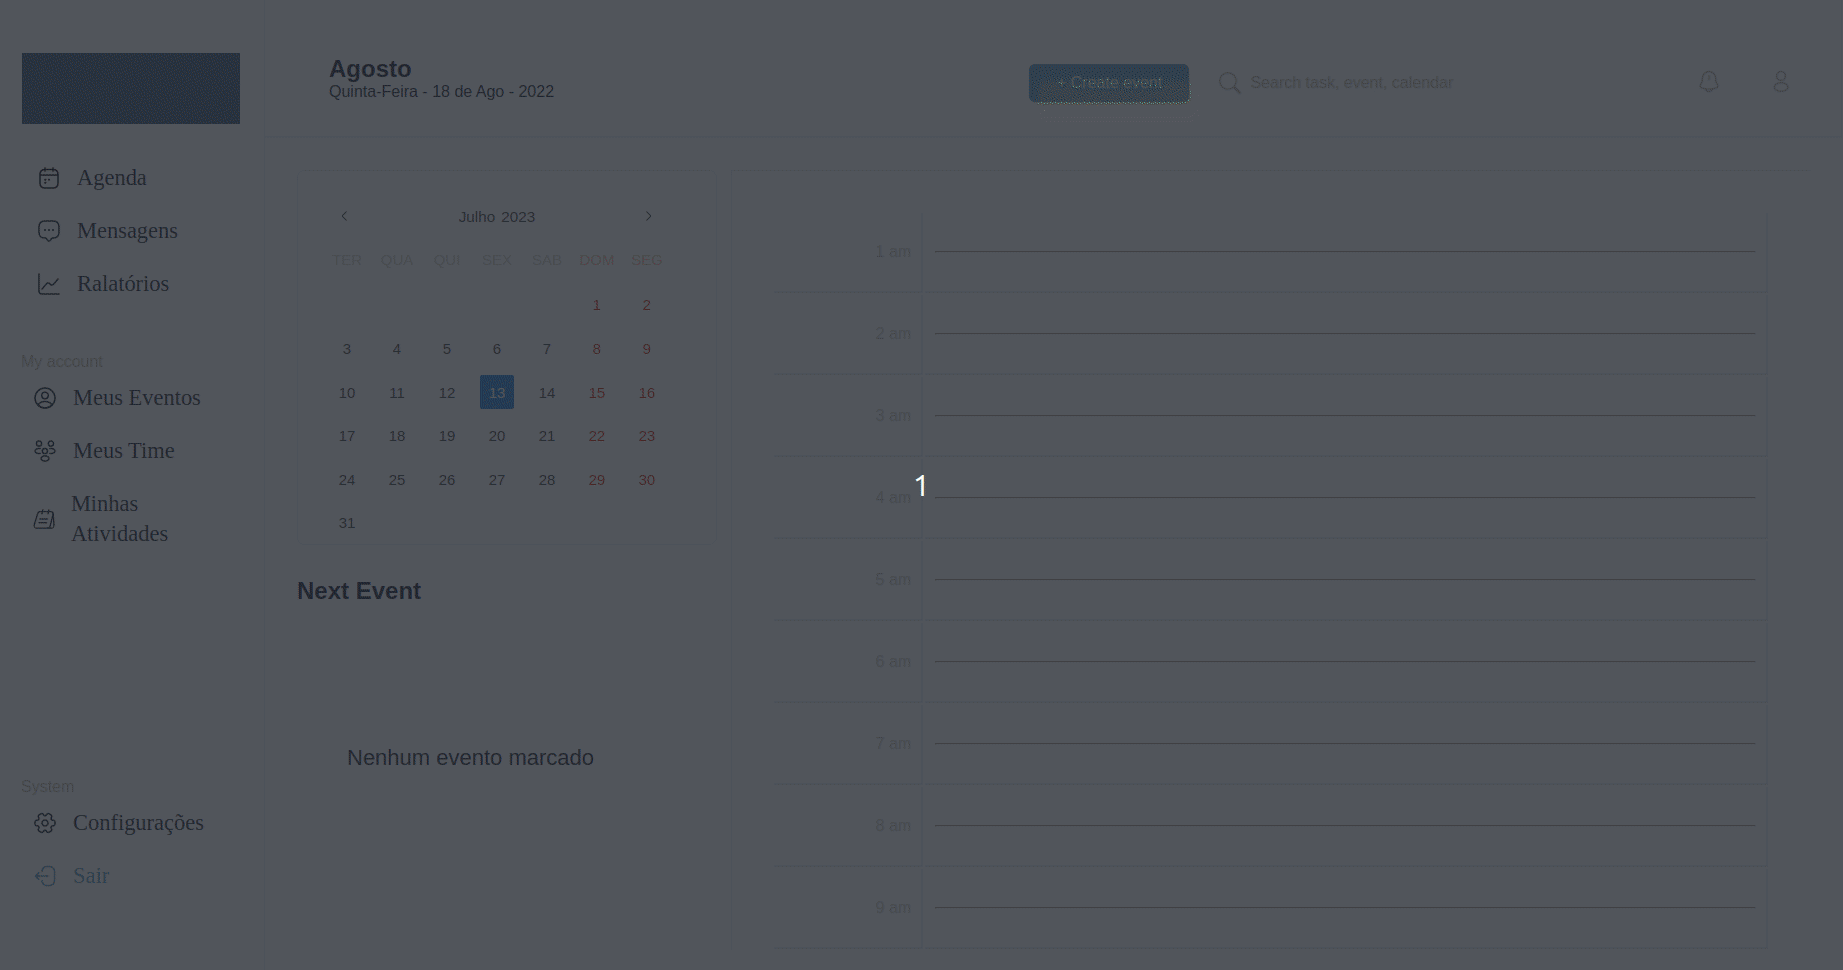 Agosto
Quinta-Feira - 18 de Ago - 2022
+ Create event
Search task, event, calendar
Agenda
Mensagens
Ralatórios
My account
Meus Eventos
Meus Time
Minhas
Atividades
System
Configurações
Sair
Julho 2023
TER QUA QUI SEX SAB DOM SEG
1 2
3 4 5 6 7 8 9
10 11 12 13 14 15 16
17 18 19 20 21 22 23
24 25 26 27 28 29 30
31
Next Event
Nenhum evento marcado
1 am
2 am
3 am
4 am
1
5 am
6 am
7 am
8 am
9 am